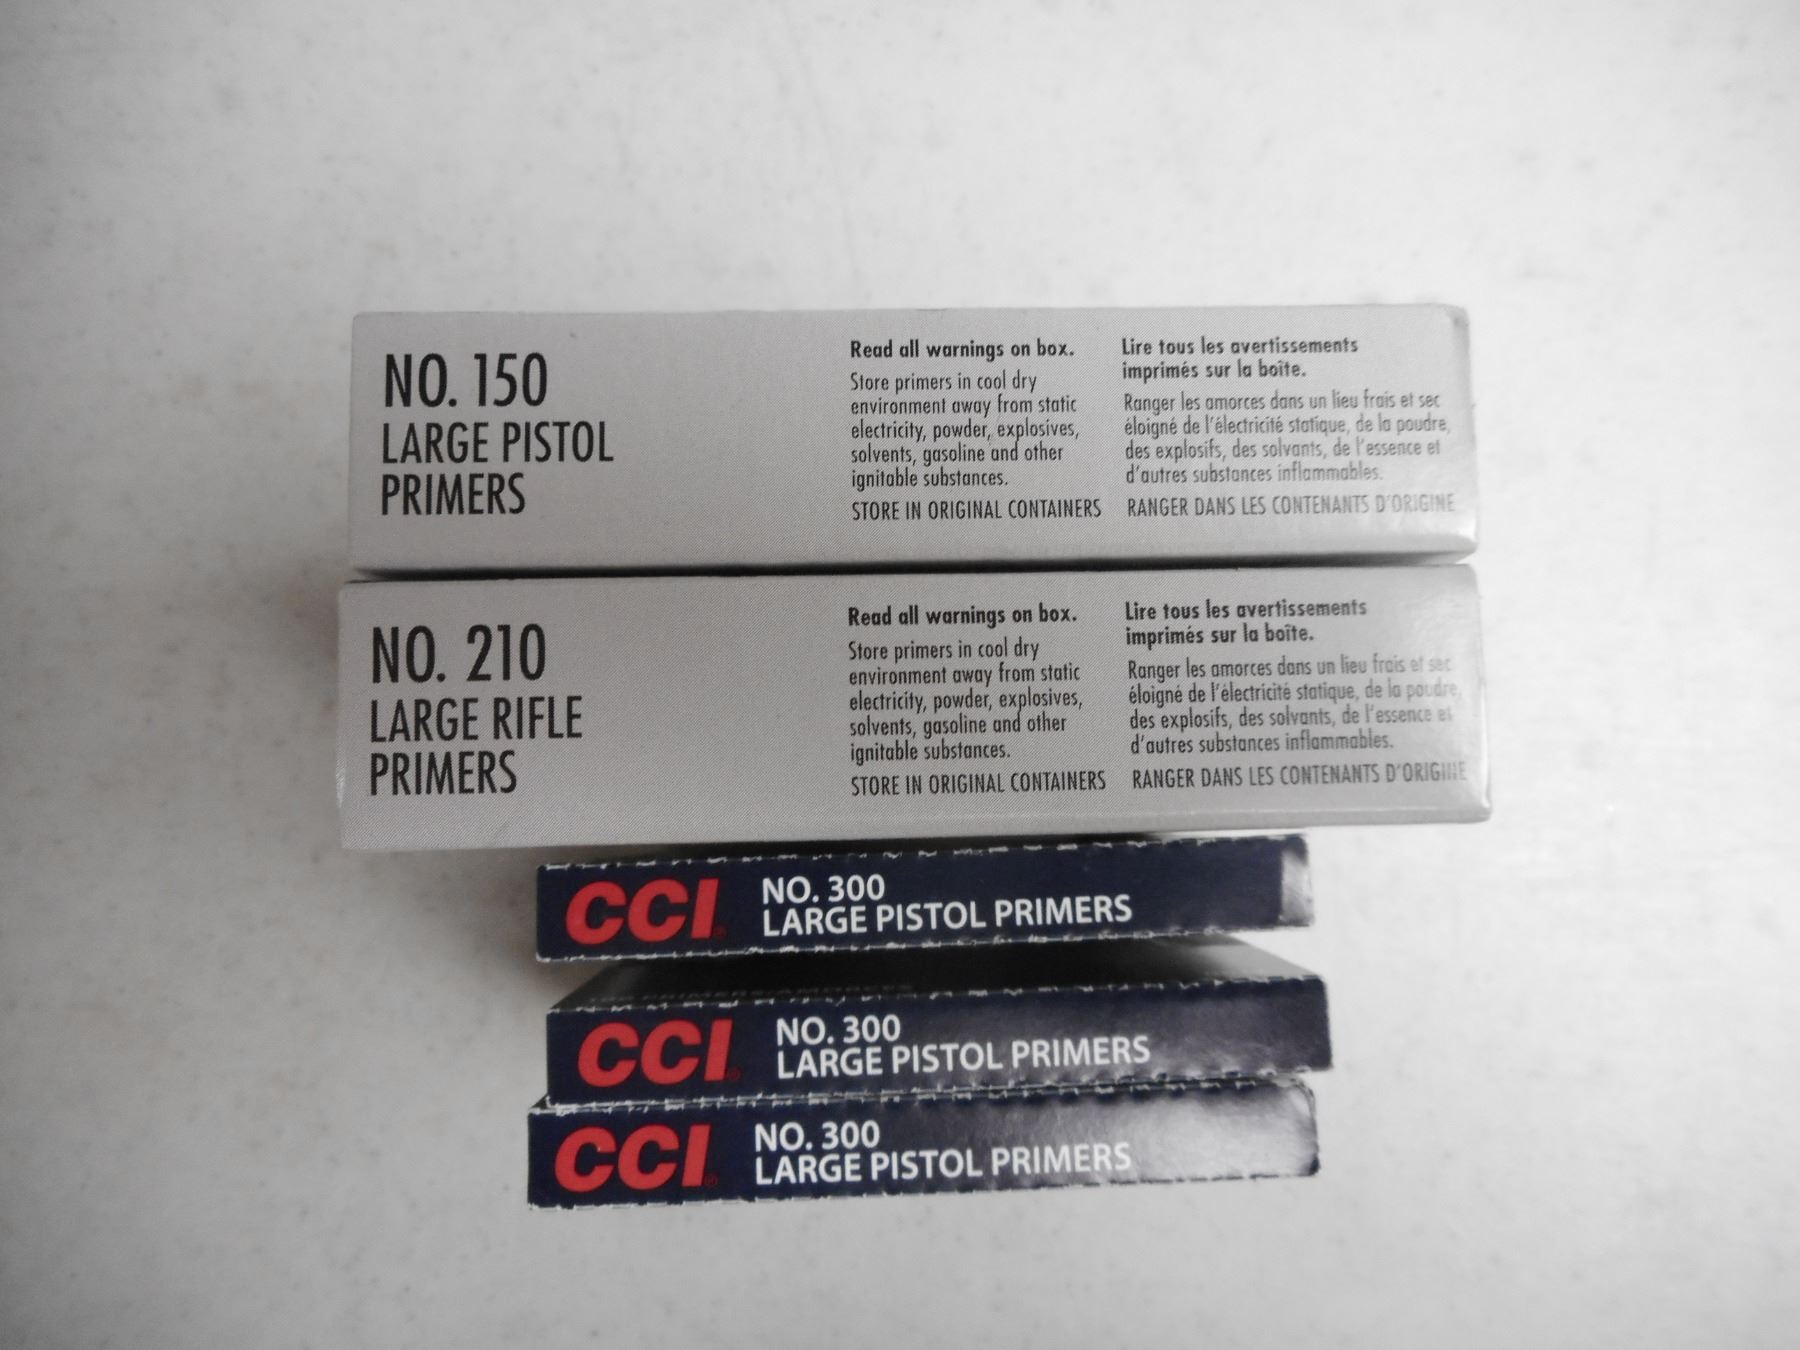 NO. 150
LARGE PISTOL
PRIMERS
Read all warnings on box.
Store primers in cool dry
environment away from static
electricity, powder, explosives,
solvents, gasoline and other
ignitable substances.
STORE IN ORIGINAL CONTAINERS
Lire tous les avertissements
imprimés sur la boîte.
Ranger les amorces dans un lieu frais et sec
éloigné de l'électricité statique, de la poudre,
des explosifs, des solvants, de l'essence et
d'autres substances inflammables.
RANGER DANS LES CONTENANTS D'ORIGINE
NO. 210
LARGE RIFLE
PRIMERS
Read all warnings on box.
Store primers in cool dry
environment away from static
electricity, powder, explosives,
solvents, gasoline and other
ignitable substances.
STORE IN ORIGINAL CONTAINERS
Lire tous les avertissements
imprimés sur la boîte.
Ranger les amorces dans un lieu frais et sec
éloigné de l'électricité statique, de la poudre,
des explosifs, des solvants, de l'essence et
d'autres substances inflammables.
RANGER DANS LES CONTENANTS D'ORIGINE
CCI® NO. 300
LARGE PISTOL PRIMERS
CCI® NO. 300
LARGE PISTOL PRIMERS
CCI® NO. 300
LARGE PISTOL PRIMERS